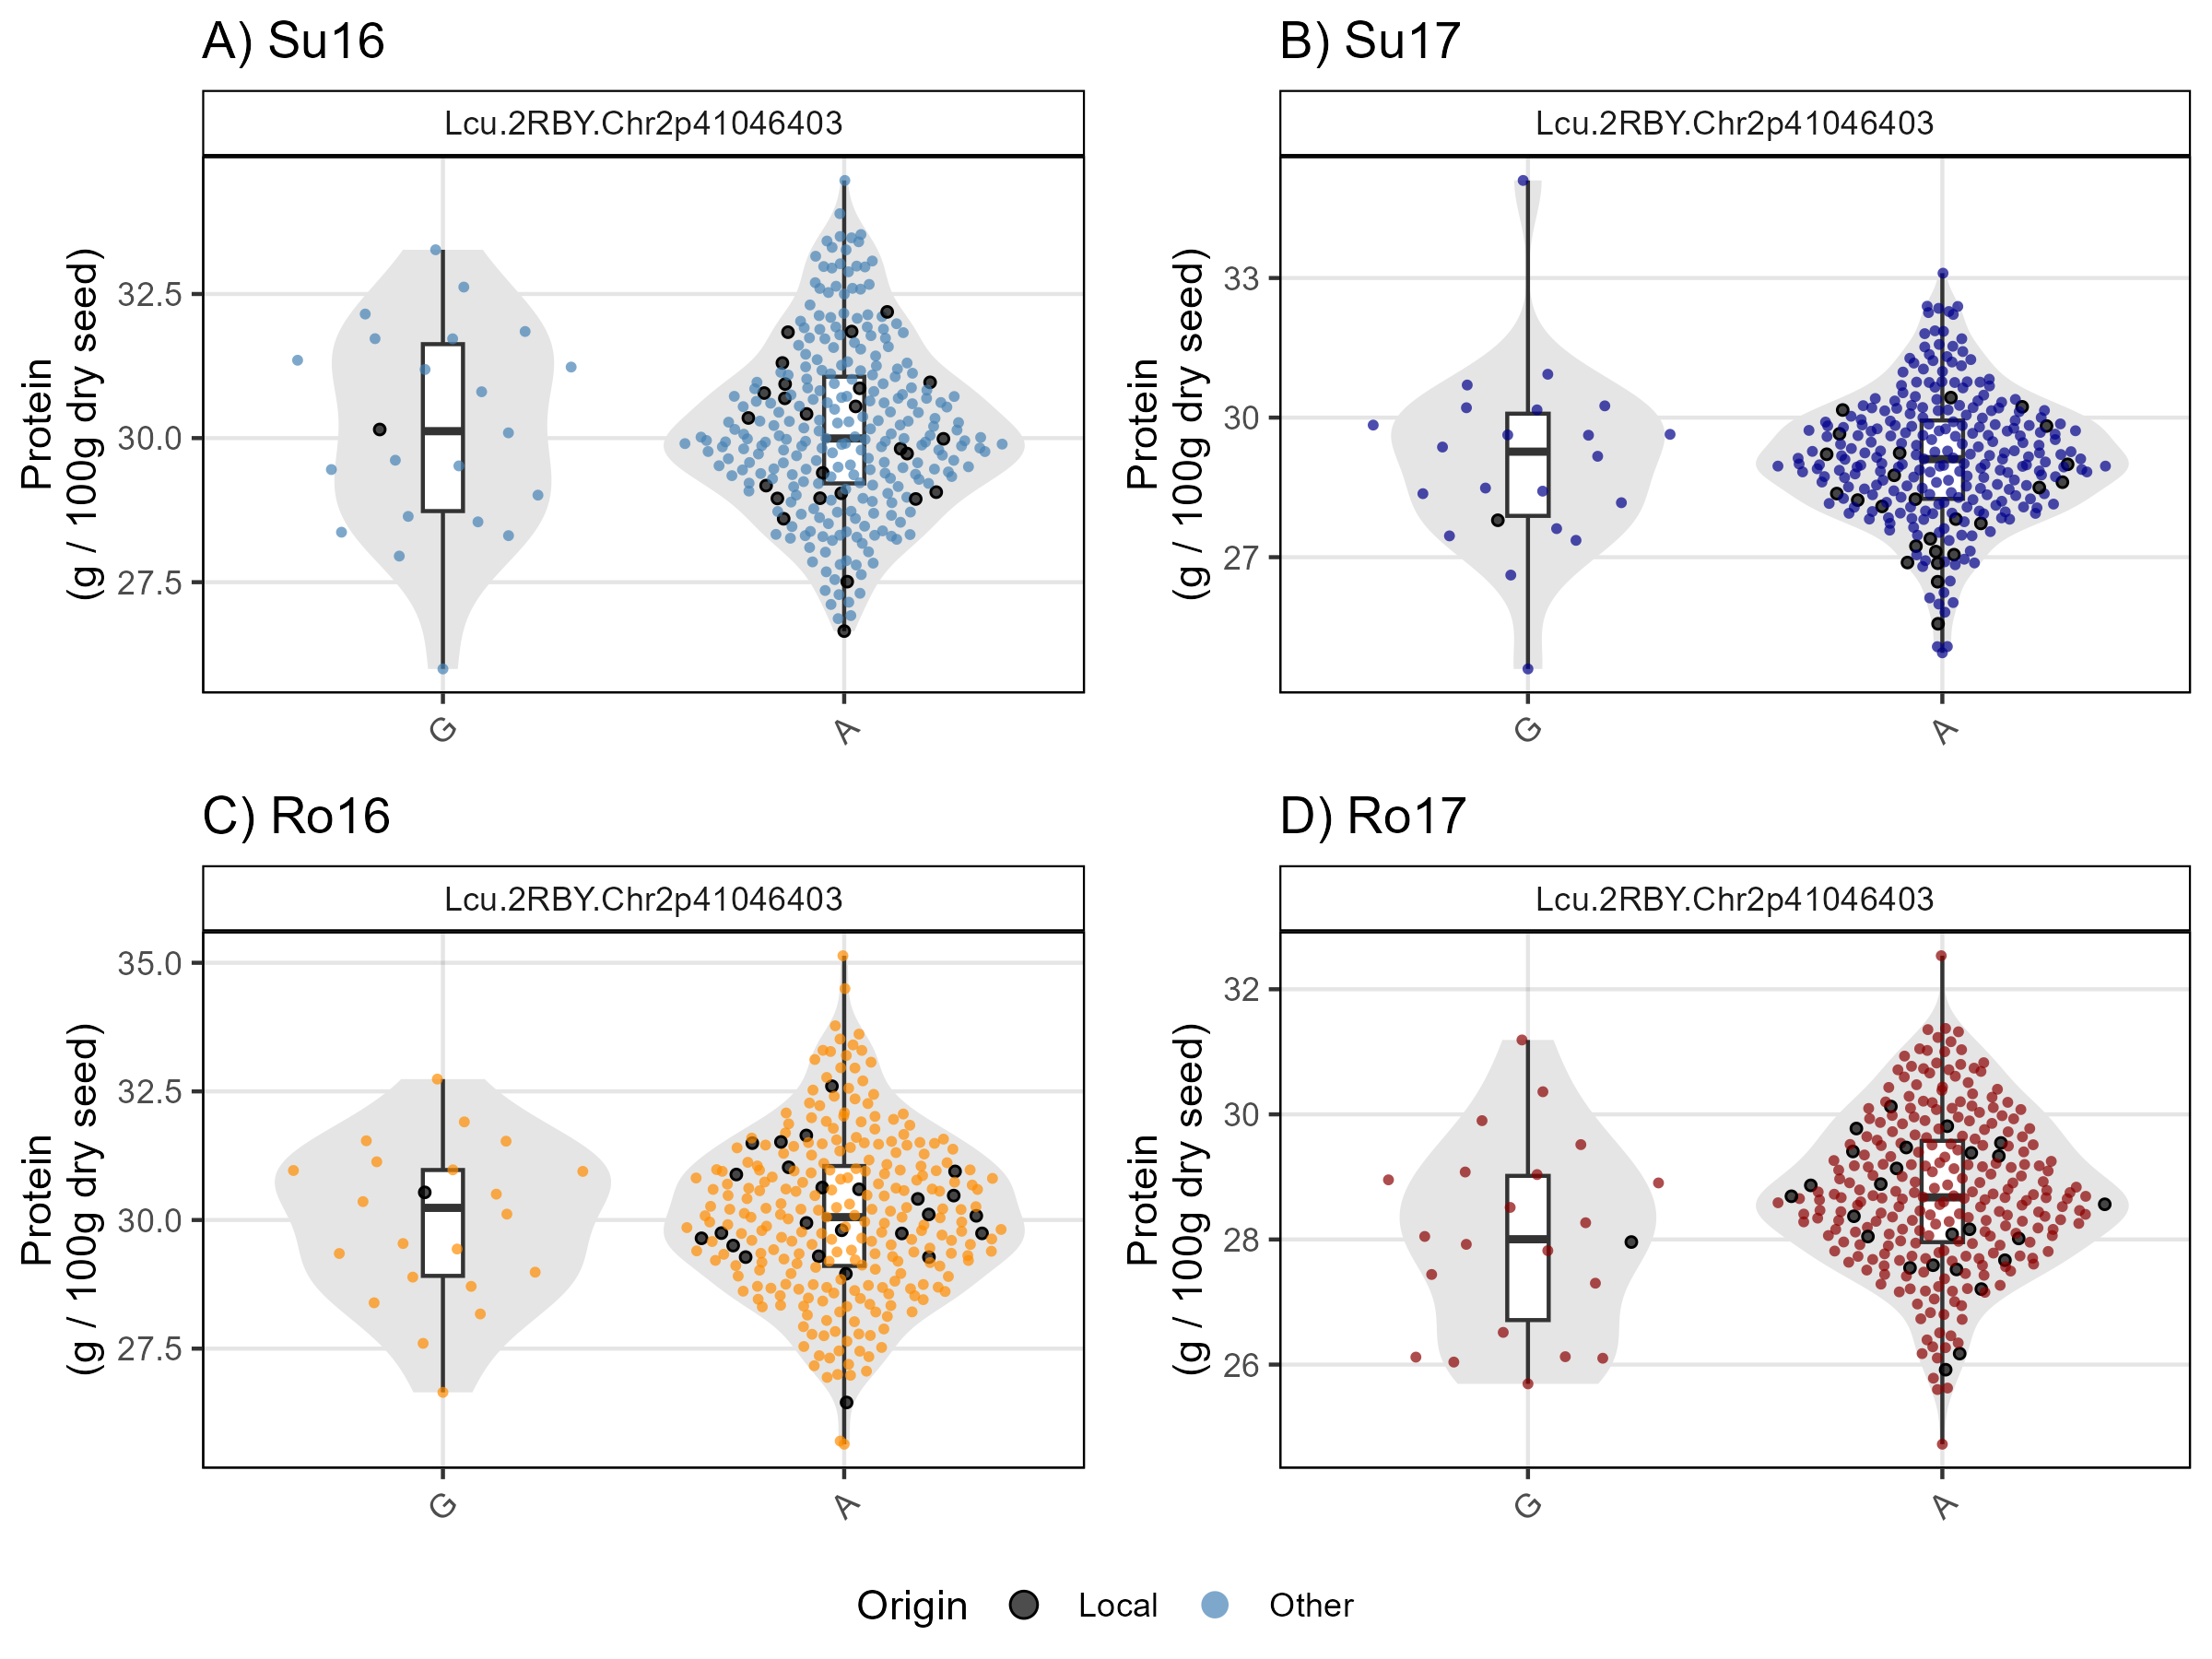 A) Su16
Lcu.2RBY.Chr2p41046403
Protein
(g / 100g dry seed)
32.5
30.0
27.5
G
A
B) Su17
Lcu.2RBY.Chr2p41046403
Protein
(g / 100g dry seed)
33
30
27
G
A
C) Ro16
Lcu.2RBY.Chr2p41046403
Protein
(g / 100g dry seed)
35.0
32.5
30.0
27.5
G
A
D) Ro17
Lcu.2RBY.Chr2p41046403
Protein
(g / 100g dry seed)
32
30
28
26
G
A
Origin Local Other